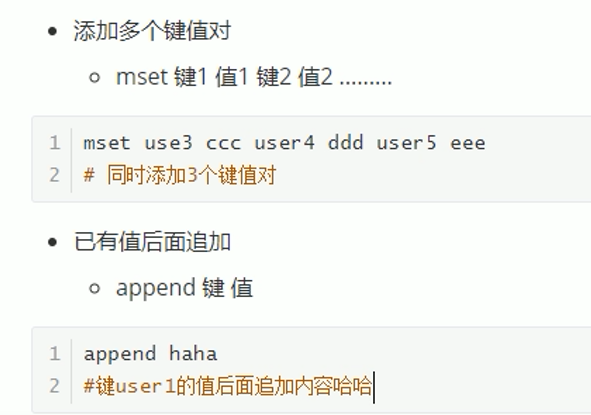 添加多个键值对
mset 键1 值1 键2 值2 .........
1 mset use3 ccc user4 ddd user5 eee
2 # 同时添加3个键值对
已有值后面追加
append 键 值
1 append haha
2 #键user1的值后面追加内容哈哈